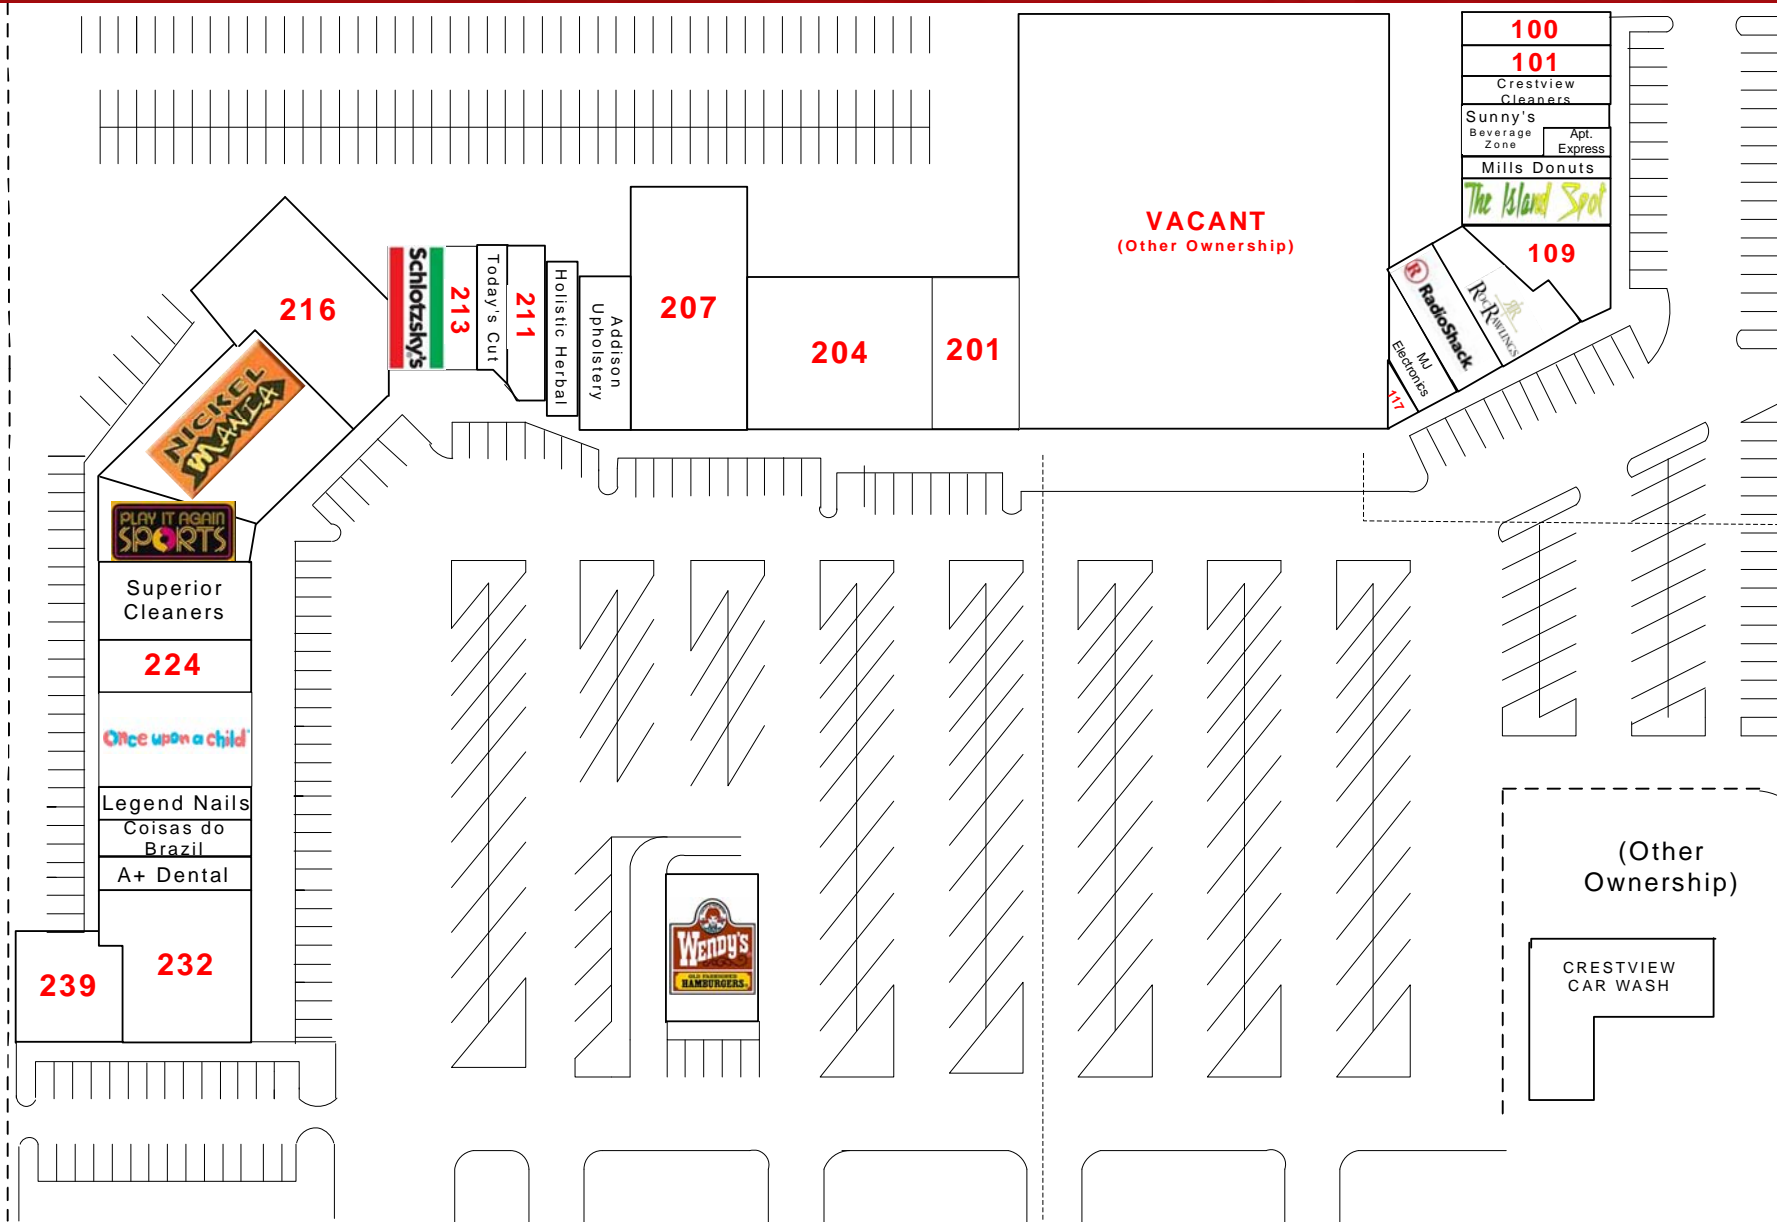 100
101
Crestview
Cleaners
Sunny's
Beverage
Zone
Apt.
Express
Mills Donuts
The Island Spot
109
VACANT
(Other Ownership)
R RadioShack
RR
RocRawlings
MJ
Electronics
117
216
Schlotzsky's
213
Today's Cut
211
Holistic Herbal
Addison
Upholstery
207
204
201
NICKEL
MANIA
PLAY IT AGAIN
SPORTS
Superior
Cleaners
224
Once upon a child
Legend Nails
Coisas do
Brazil
A+ Dental
232
239
WENDY'S
OLD FASHIONED
HAMBURGERS
(Other
Ownership)
CRESTVIEW
CAR WASH